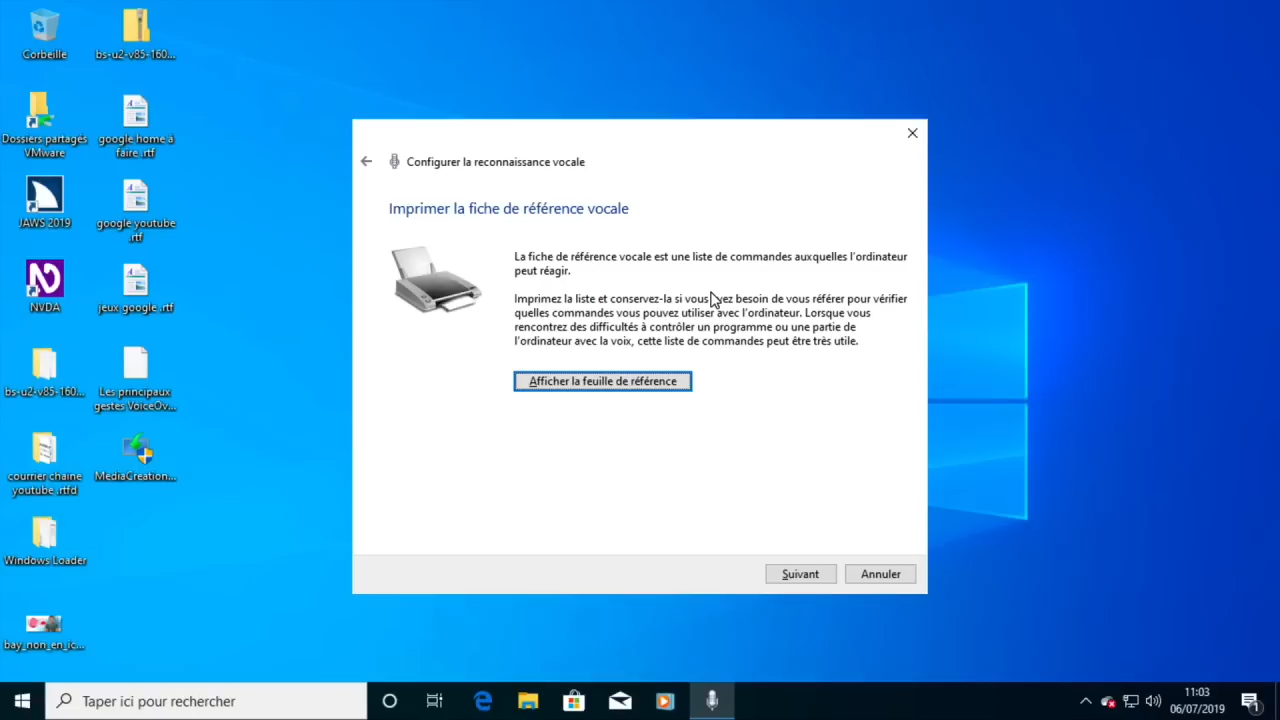 Corbeille
bs-u2-v85-160...
Dossiers partagés
VMware
google home à
faire .rtf
JAWS 2019
google youtube
.rtf
NVDA
jeux google .rtf
bs-u2-v85-160...
Les principaux
gestes VoiceOv...
courrier chaine
youtube .rtfd
MediaCreation...
Windows Loader
bay_non_en_ic...
Configurer la reconnaissance vocale
Imprimer la fiche de référence vocale
La fiche de référence vocale est une liste de commandes auxquelles l'ordinateur
peut réagir.
Imprimez la liste et conservez-la si vous avez besoin de vous référer pour vérifier
quelles commandes vous pouvez utiliser avec l'ordinateur. Lorsque vous
rencontrez des difficultés à contrôler un programme ou une partie de
l'ordinateur avec la voix, cette liste de commandes peut être très utile.
Afficher la feuille de référence
Suivant
Annuler
Taper ici pour rechercher
11:03
06/07/2019
1